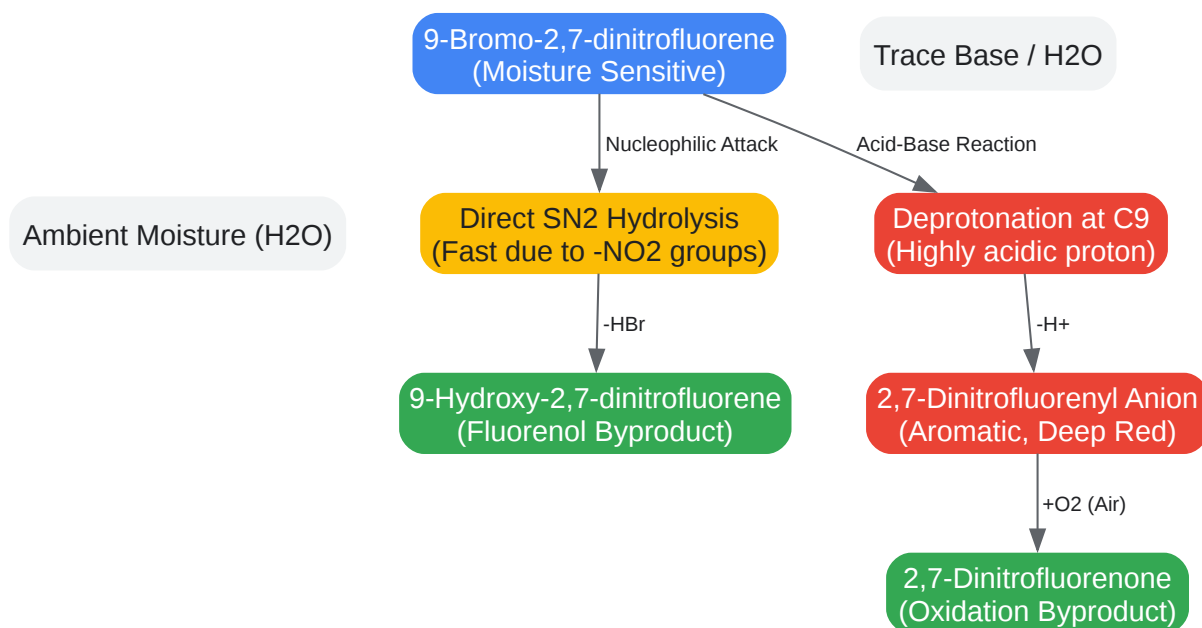 9-Bromo-2,7-dinitrofluorene
(Moisture Sensitive)
Trace Base / H2O
Nucleophilic Attack
Acid-Base Reaction
Ambient Moisture (H2O)
Direct SN2 Hydrolysis
(Fast due to -NO2 groups)
Deprotonation at C9
(Highly acidic proton)
-HBr
-H+
9-Hydroxy-2,7-dinitrofluorene
(Fluorenol Byproduct)
2,7-Dinitrofluorenyl Anion
(Aromatic, Deep Red)
+O2 (Air)
2,7-Dinitrofluorenone
(Oxidation Byproduct)